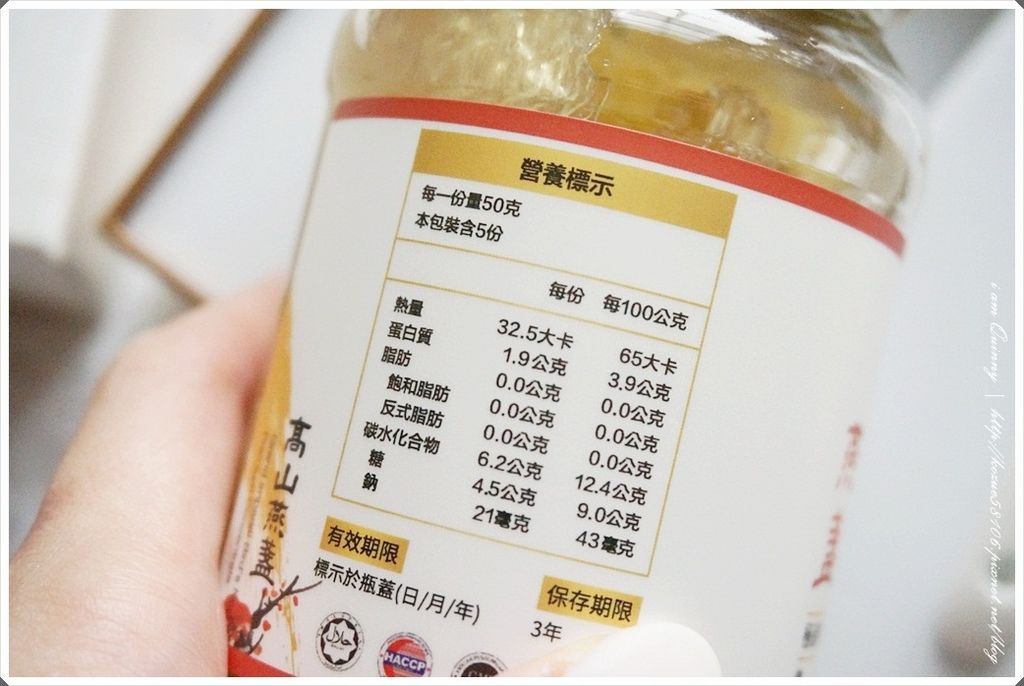 營養標示
每一份量50克
本包裝含5份
每份 每100公克
熱量 32.5大卡 65大卡
蛋白質 1.9公克 3.9公克
脂肪 0.0公克 0.0公克
飽和脂肪 0.0公克 0.0公克
反式脂肪 0.0公克 0.0公克
碳水化合物 6.2公克 12.4公克
糖 4.5公克 9.0公克
鈉 21毫克 43毫克
有效期限
標示於瓶蓋(日/月/年)
保存期限
3年
高山燕
حلال
HACCP
i am Quinny |